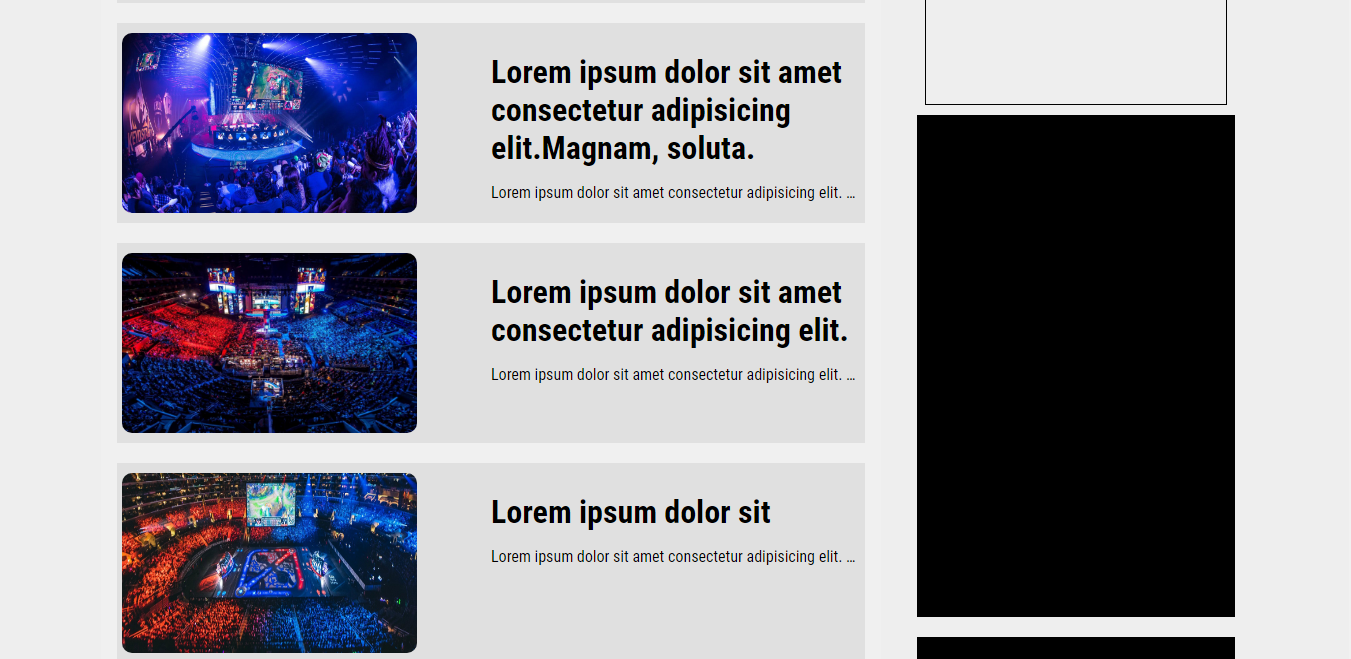 Lorem ipsum dolor sit amet
consectetur adipisicing
elit.Magnam, soluta.
Lorem ipsum dolor sit amet consectetur adipisicing elit. …
Lorem ipsum dolor sit amet
consectetur adipisicing elit.
Lorem ipsum dolor sit amet consectetur adipisicing elit. …
Lorem ipsum dolor sit
Lorem ipsum dolor sit amet consectetur adipisicing elit. …